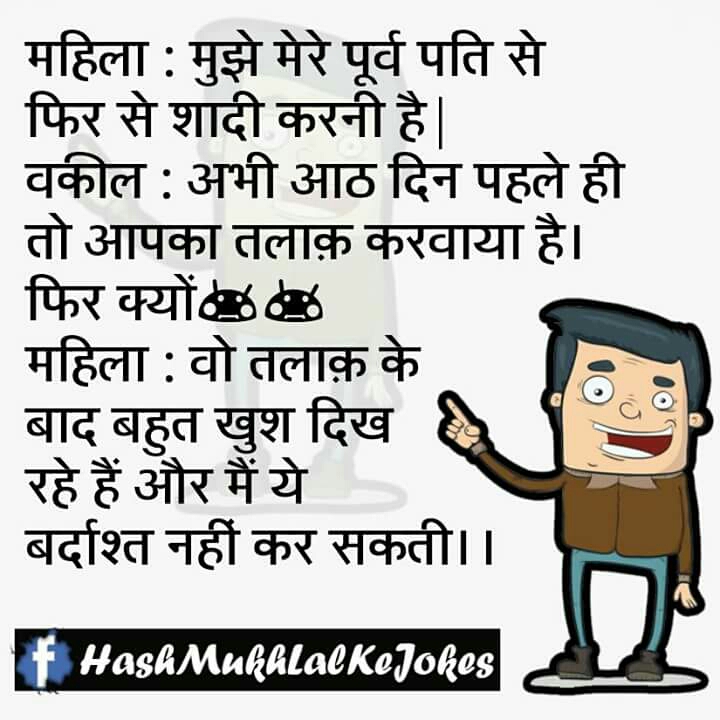 महिला : मुझे मेरे पूर्व पति से
फिर से शादी करनी है|
वकील : अभी आठ दिन पहले ही
तो आपका तलाक़ करवाया है।
फिर क्यों
महिला : वो तलाक़ के
बाद बहुत खुश दिख
रहे हैं और मैं ये
बर्दाश्त नहीं कर सकती।।
f HashMukhLalKeJokes